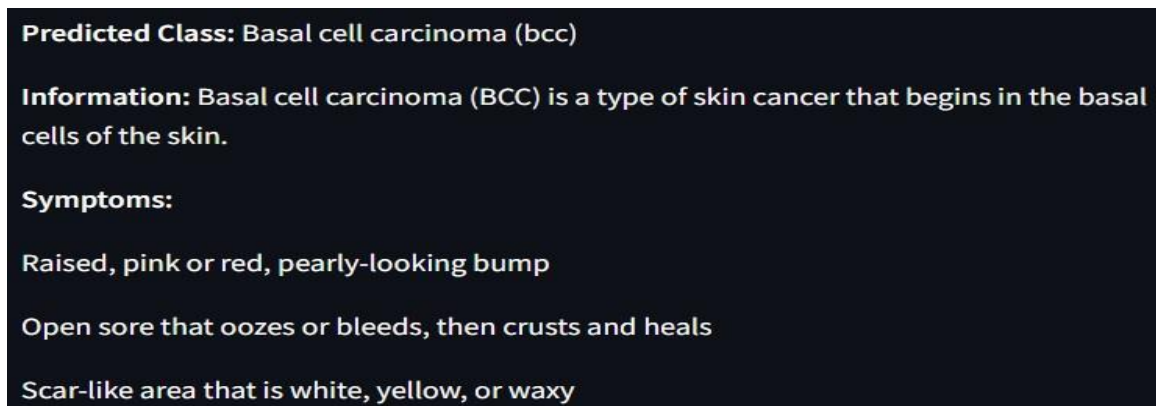 Predicted Class: Basal cell carcinoma (bcc)
Information: Basal cell carcinoma (BCC) is a type of skin cancer that begins in the basal
cells of the skin.
Symptoms:
Raised, pink or red, pearly-looking bump
Open sore that oozes or bleeds, then crusts and heals
Scar-like area that is white, yellow, or waxy